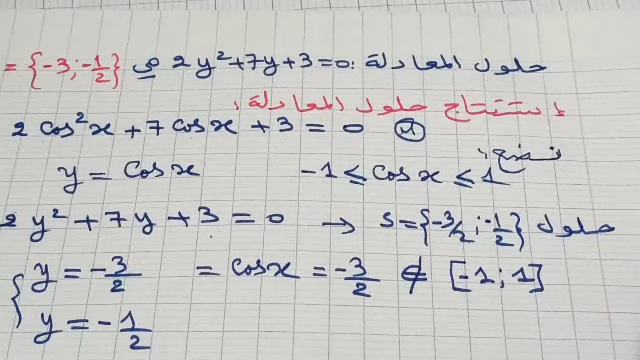 حلول المعادلة: 2y²+7y+3=0 هي {-3;-1/2} =
استنتاج حلول المعادلة:
2cos²x+7cosx+3=0
نضع: y=cosx -1≤cosx≤1
2y²+7y+3=0 → S={-3/2;-1/2} حلول
y=-3/2 = cosx=-3/2 ∉ [-1;1]
y=-1/2